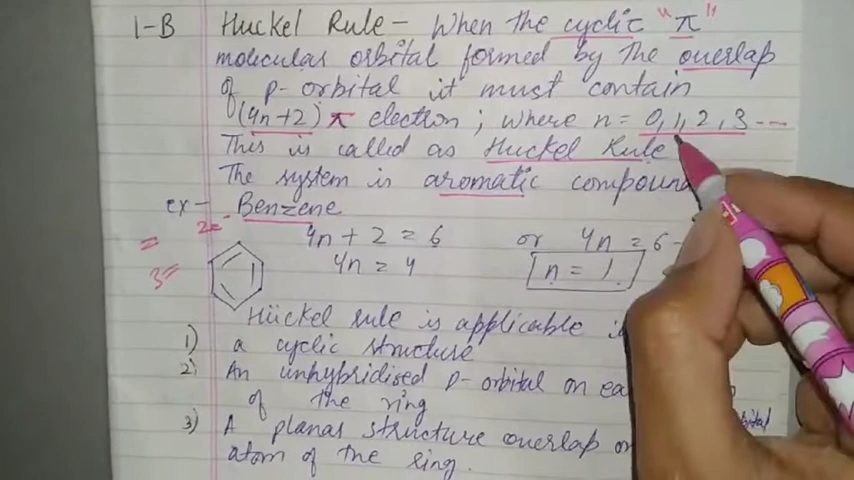 1-B Huckel Rule - When the cyclic "π"
molecular orbital formed by the overlap
of p-orbital it must contain
(4n+2) π electron ; where n = 0, 1, 2, 3 ---
This is called as Huckel Rule
The system is aromatic compound
ex - Benzene
2=
4n + 2 = 6 or 4n = 6 -
=
3= 4n = 4 n = 1
Hückel rule is applicable
1) a cyclic structure
2) An unhybridised p-orbital on
of the ring
3) A planar structure overlap
atom of the ring.